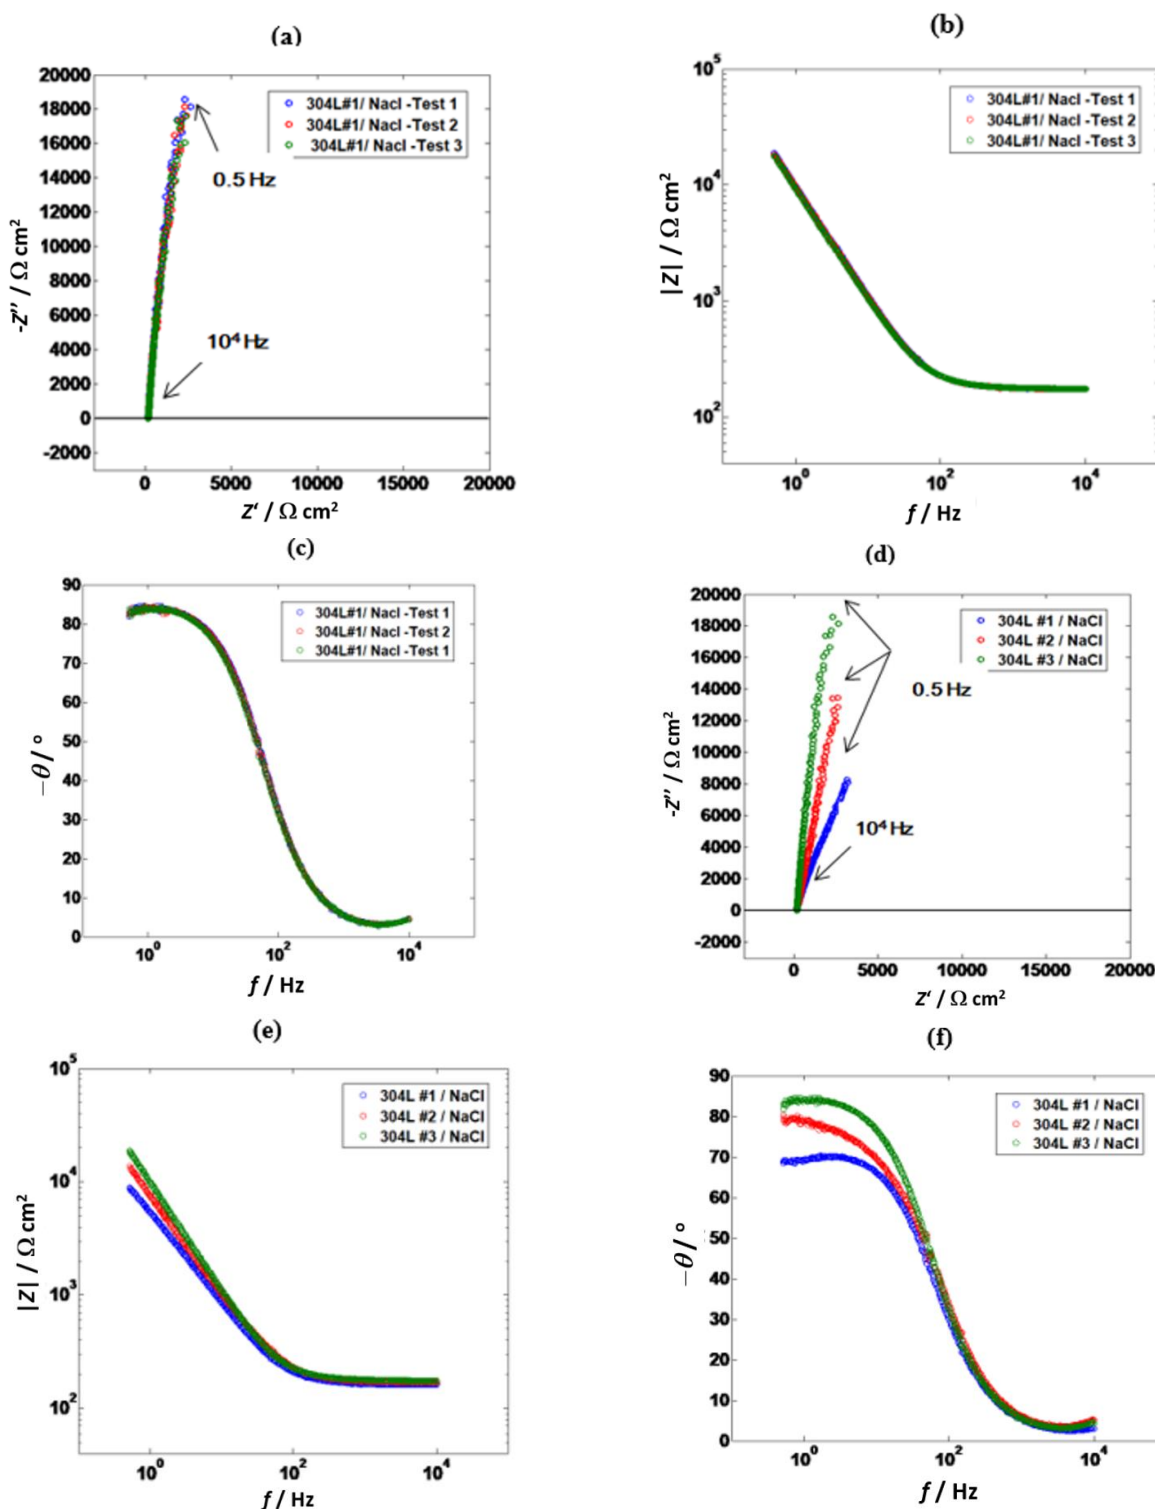 (a)
20000
18000
16000
14000
12000
10000
8000
6000
4000
2000
0
-2000
-Z″ / Ω cm²
304L#1/ Nacl -Test 1
304L#1/ Nacl -Test 2
304L#1/ Nacl -Test 3
0.5 Hz
10⁴ Hz
0 5000 10000 15000 20000
Z‘ / Ω cm²
(b)
10⁵
10⁴
10³
10²
|Z| / Ω cm²
304L#1/ Nacl -Test 1
304L#1/ Nacl -Test 2
304L#1/ Nacl -Test 3
10⁰ 10² 10⁴
f / Hz
(c)
90
80
70
60
50
40
30
20
10
0
−θ / °
304L#1/ Nacl -Test 1
304L#1/ Nacl -Test 2
304L#1/ Nacl -Test 1
10⁰ 10² 10⁴
f / Hz
(d)
20000
18000
16000
14000
12000
10000
8000
6000
4000
2000
0
-2000
-Z″ / Ω cm²
304L #1 / NaCl
304L #2 / NaCl
304L #3 / NaCl
0.5 Hz
10⁴ Hz
0 5000 10000 15000 20000
Z‘ / Ω cm²
(e)
10⁵
10⁴
10³
10²
|Z| / Ω cm²
304L #1 / NaCl
304L #2 / NaCl
304L #3 / NaCl
10⁰ 10² 10⁴
f / Hz
(f)
90
80
70
60
50
40
30
20
10
0
−θ / °
304L #1 / NaCl
304L #2 / NaCl
304L #3 / NaCl
10⁰ 10² 10⁴
f / Hz